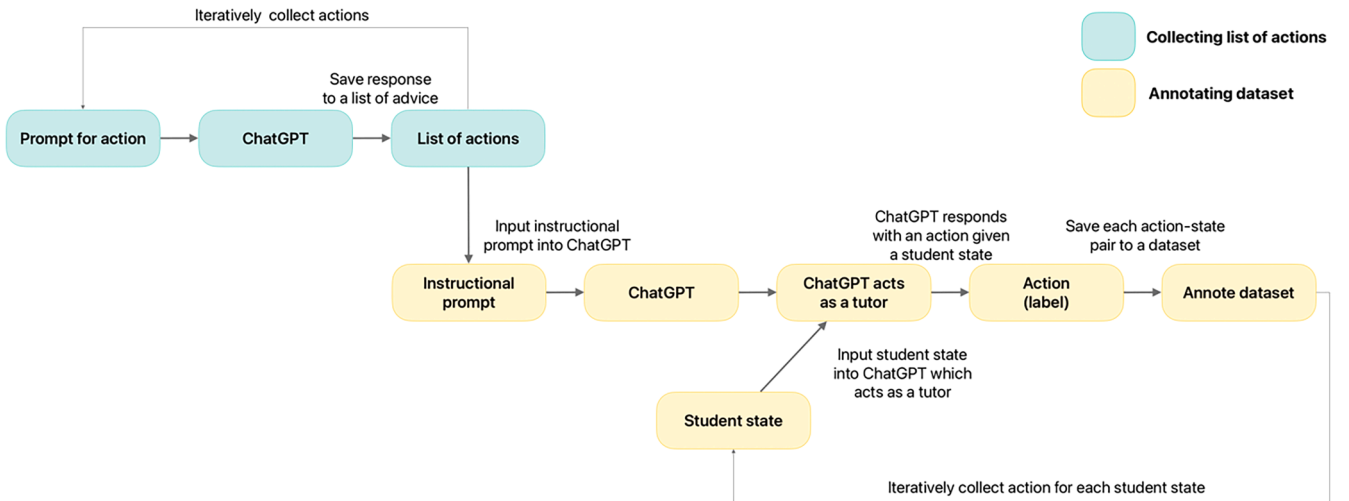 Iteratively collect actions
Collecting list of actions
Save response
to a list of advice
Annotating dataset
Prompt for action
ChatGPT
List of actions
Input instructional
prompt into ChatGPT
ChatGPT responds
with an action given
a student state
Save each action-state
pair to a dataset
Instructional
prompt
ChatGPT
ChatGPT acts
as a tutor
Action
(label)
Annote dataset
Input student state
into ChatGPT which
acts as a tutor
Student state
Iteratively collect action for each student state